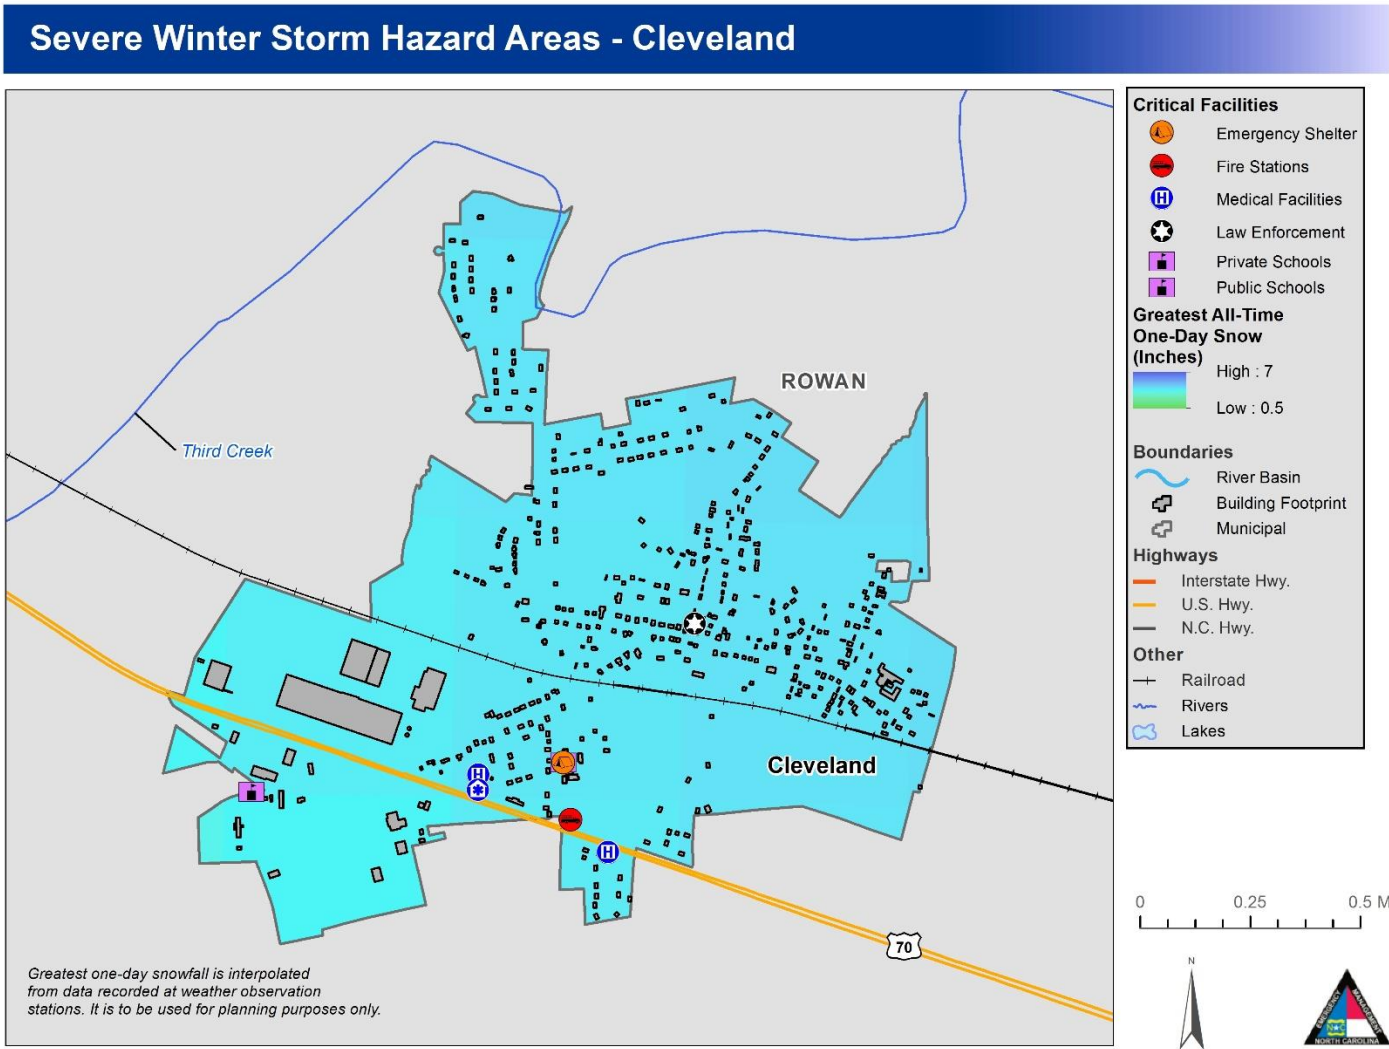 Severe Winter Storm Hazard Areas - Cleveland
ROWAN
Third Creek
Cleveland
70
Greatest one-day snowfall is interpolated
from data recorded at weather observation
stations. It is to be used for planning purposes only.
Critical Facilities
Emergency Shelter
Fire Stations
H Medical Facilities
Law Enforcement
Private Schools
Public Schools
Greatest All-Time
One-Day Snow
(Inches)
High : 7
Low : 0.5
Boundaries
River Basin
Building Footprint
Municipal
Highways
Interstate Hwy.
U.S. Hwy.
N.C. Hwy.
Other
Railroad
Rivers
Lakes
H
H
0 0.25 0.5 M
N
EMERGENCY
MANAGEMENT
NORTH CAROLINA